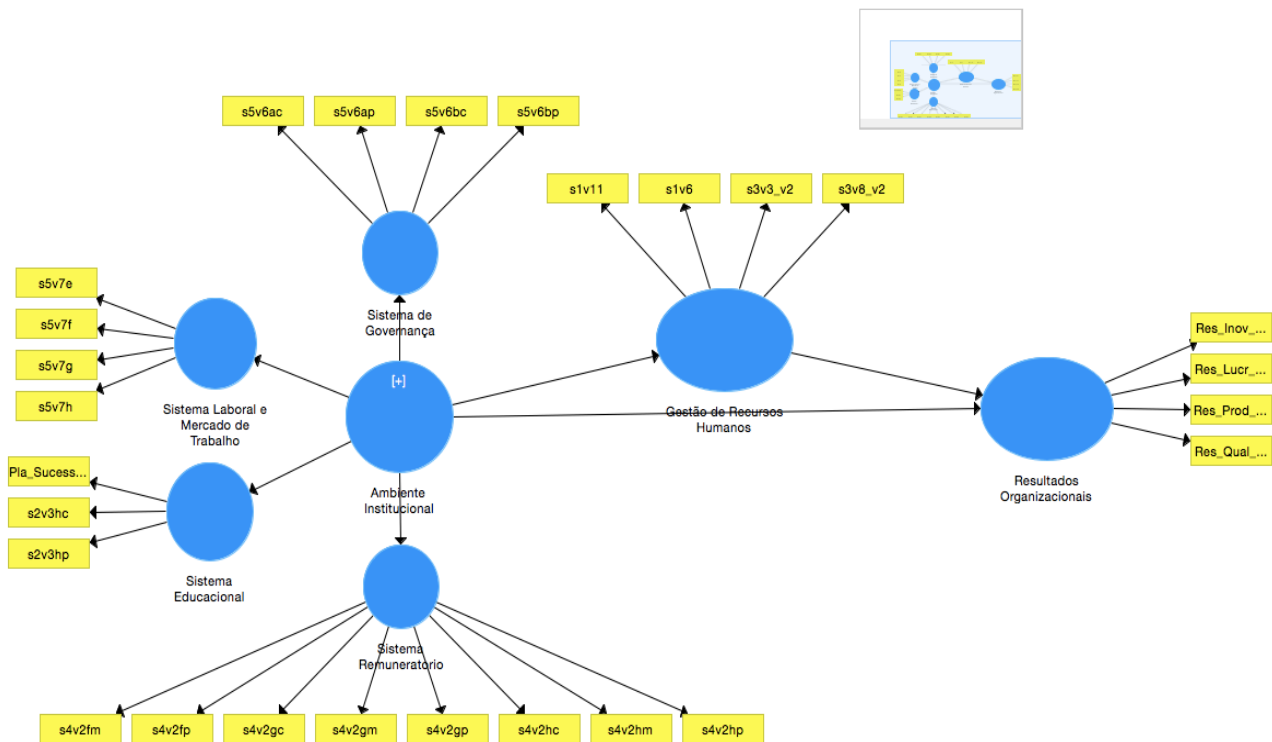 s5v6ac
s5v6ap
s5v6bc
s5v6bp
s1v11
s1v6
s3v3_v2
s3v8_v2
s5v7e
s5v7f
s5v7g
s5v7h
Sistema de
Governança
Sistema Laboral e
Mercado de
Trabalho
[+]
Gestão de Recursos
Humanos
Res_Inov_...
Res_Lucr_...
Res_Prod_...
Res_Qual_...
Pla_Sucess...
s2v3hc
s2v3hp
Ambiente
Institucional
Resultados
Organizacionais
Sistema
Educacional
Sistema
Remuneratório
s4v2fm
s4v2fp
s4v2gc
s4v2gm
s4v2gp
s4v2hc
s4v2hm
s4v2hp